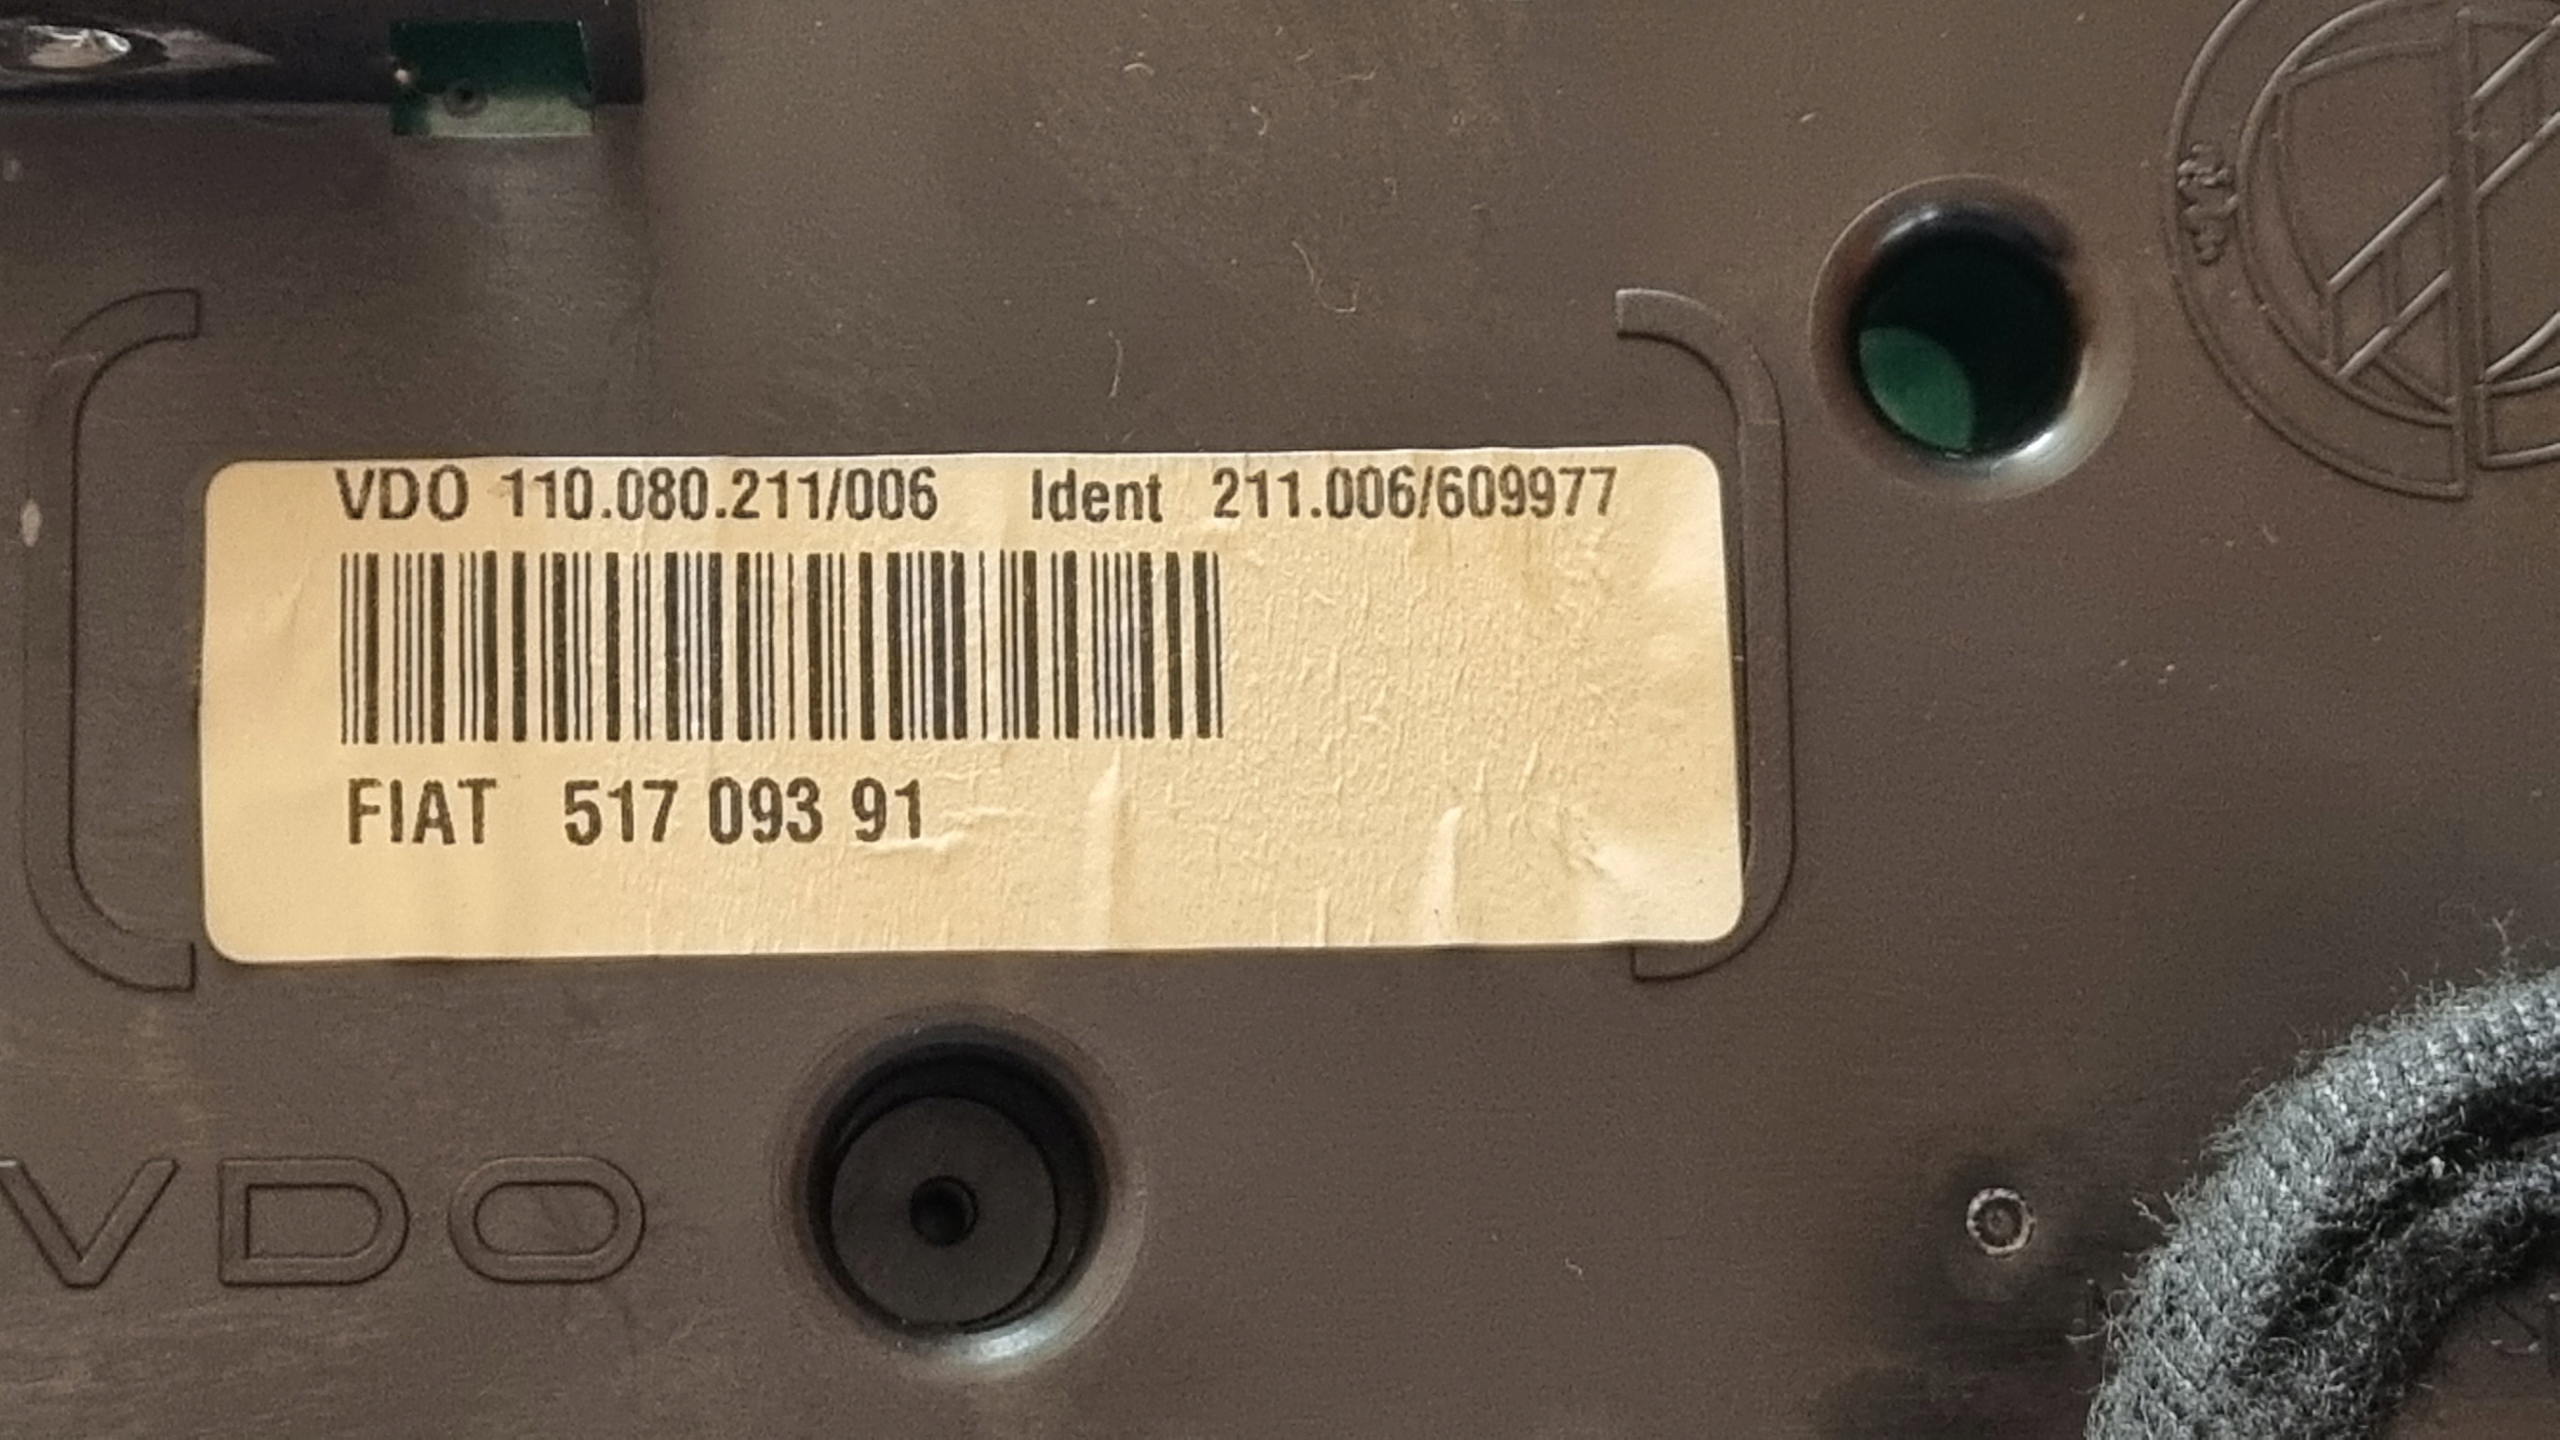 VDO 110.080.211/006 Ident 211.006/609977
FIAT 517 093 91
VDO